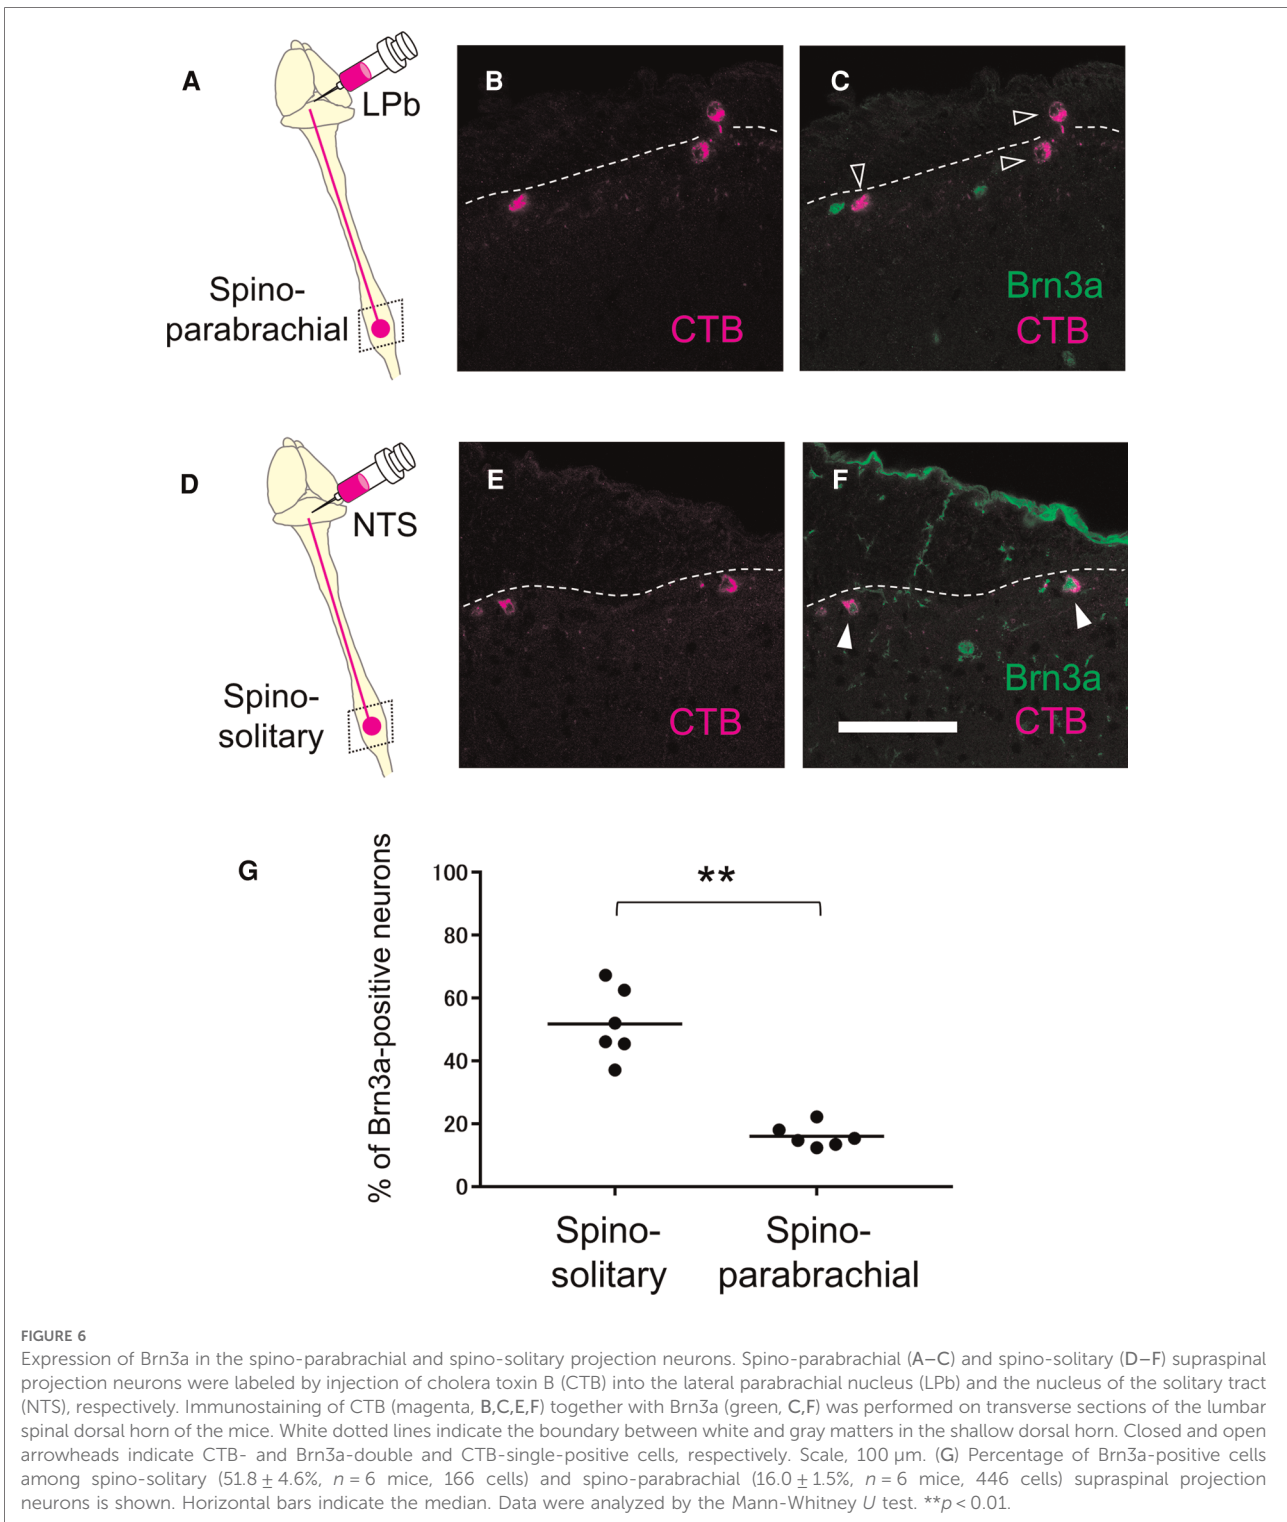 A
LPb
Spino-
parabrachial
B
CTB
C
Brn3a
CTB
D
NTS
Spino-
solitary
E
CTB
F
Brn3a
CTB
G
% of Brn3a-positive neurons
100
80
60
40
20
0
**
Spino-
solitary
Spino-
parabrachial
FIGURE 6
Expression of Brn3a in the spino-parabrachial and spino-solitary projection neurons. Spino-parabrachial (A–C) and spino-solitary (D–F) supraspinal
projection neurons were labeled by injection of cholera toxin B (CTB) into the lateral parabrachial nucleus (LPb) and the nucleus of the solitary tract
(NTS), respectively. Immunostaining of CTB (magenta, B,C,E,F) together with Brn3a (green, C,F) was performed on transverse sections of the lumbar
spinal dorsal horn of the mice. White dotted lines indicate the boundary between white and gray matters in the shallow dorsal horn. Closed and open
arrowheads indicate CTB- and Brn3a-double and CTB-single-positive cells, respectively. Scale, 100 µm. (G) Percentage of Brn3a-positive cells
among spino-solitary (51.8 ± 4.6%, n = 6 mice, 166 cells) and spino-parabrachial (16.0 ± 1.5%, n = 6 mice, 446 cells) supraspinal projection
neurons is shown. Horizontal bars indicate the median. Data were analyzed by the Mann-Whitney U test. **p < 0.01.